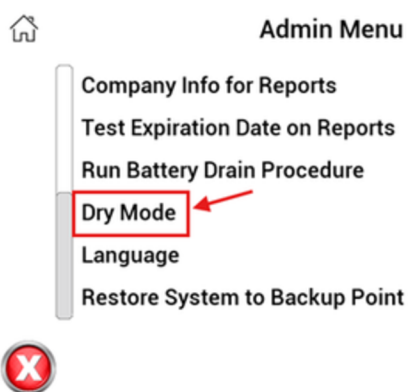 Admin Menu
Company Info for Reports
Test Expiration Date on Reports
Run Battery Drain Procedure
Dry Mode
Language
Restore System to Backup Point
X